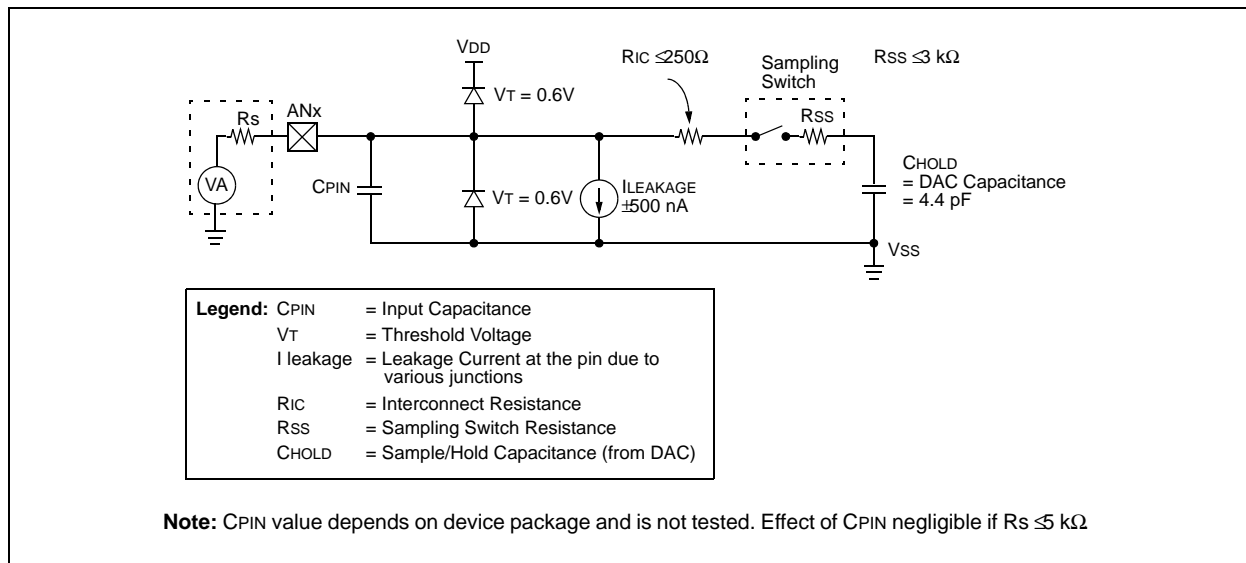 VDD
RIC ≤250Ω
Sampling
Switch
RSS ≤3 kΩ
VT = 0.6V
Rs
ANx
RSS
VA
CPIN
VT = 0.6V
ILEAKAGE
±500 nA
CHOLD
= DAC Capacitance
= 4.4 pF
VSS
Legend: CPIN = Input Capacitance
VT = Threshold Voltage
I leakage = Leakage Current at the pin due to
various junctions
RIC = Interconnect Resistance
RSS = Sampling Switch Resistance
CHOLD = Sample/Hold Capacitance (from DAC)
Note: CPIN value depends on device package and is not tested. Effect of CPIN negligible if Rs ≤5 kΩ